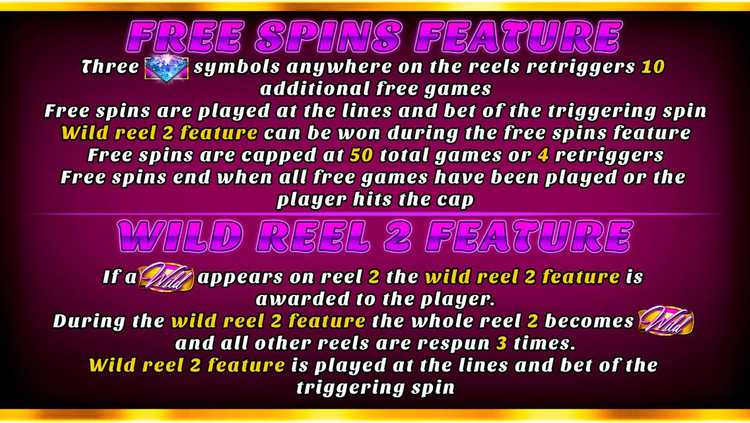 FREE SPINS FEATURE
Three symbols anywhere on the reels retriggers 10
additional free games
Free spins are played at the lines and bet of the triggering spin
Wild reel 2 feature can be won during the free spins feature
Free spins are capped at 50 total games or 4 retriggers
Free spins end when all free games have been played or the
player hits the cap
WILD REEL 2 FEATURE
If a Wild appears on reel 2 the wild reel 2 feature is
awarded to the player.
During the wild reel 2 feature the whole reel 2 becomes Wild
and all other reels are respun 3 times.
Wild reel 2 feature is played at the lines and bet of the
triggering spin